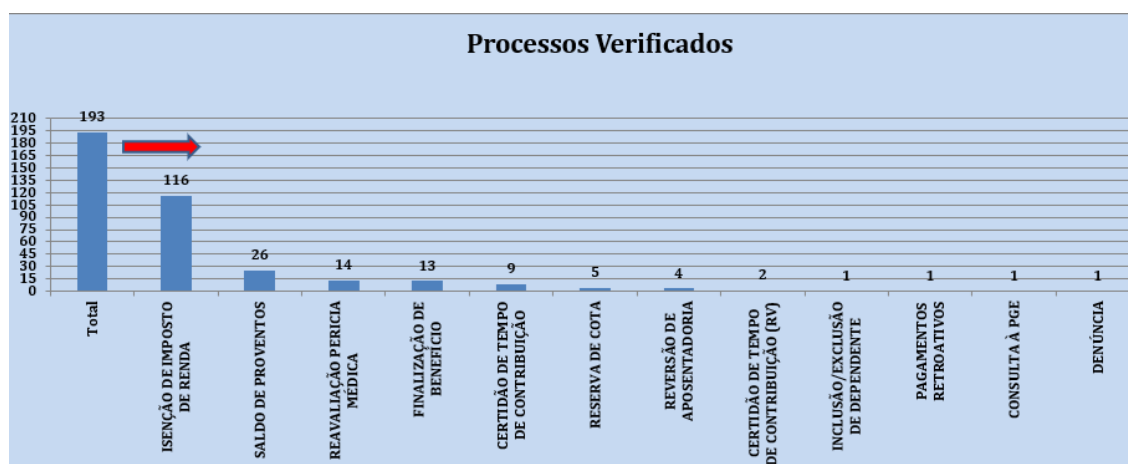 Processos Verificados
210
195
180
165
150
135
120
105
90
75
60
45
30
15
0
193
116
26
14
13
9
5
4
2
1
1
1
1
Total
ISENÇÃO DE IMPOSTO
DE RENDA
SALDO DE PROVENTOS
REAVALIAÇÃO PERICIA
MÉDICA
FINALIZAÇÃO DE
BENEFÍCIO
CERTIDÃO DE TEMPO
DE CONTRIBUIÇÃO
RESERVA DE COTA
REVERSÃO DE
APOSENTADORIA
CERTIDÃO DE TEMPO
DE CONTRIBUIÇÃO (RV)
INCLUSÃO/EXCLUSÃO
DE DEPENDENTE
PAGAMENTOS
RETROATIVOS
CONSULTA À PGE
DENÚNCIA